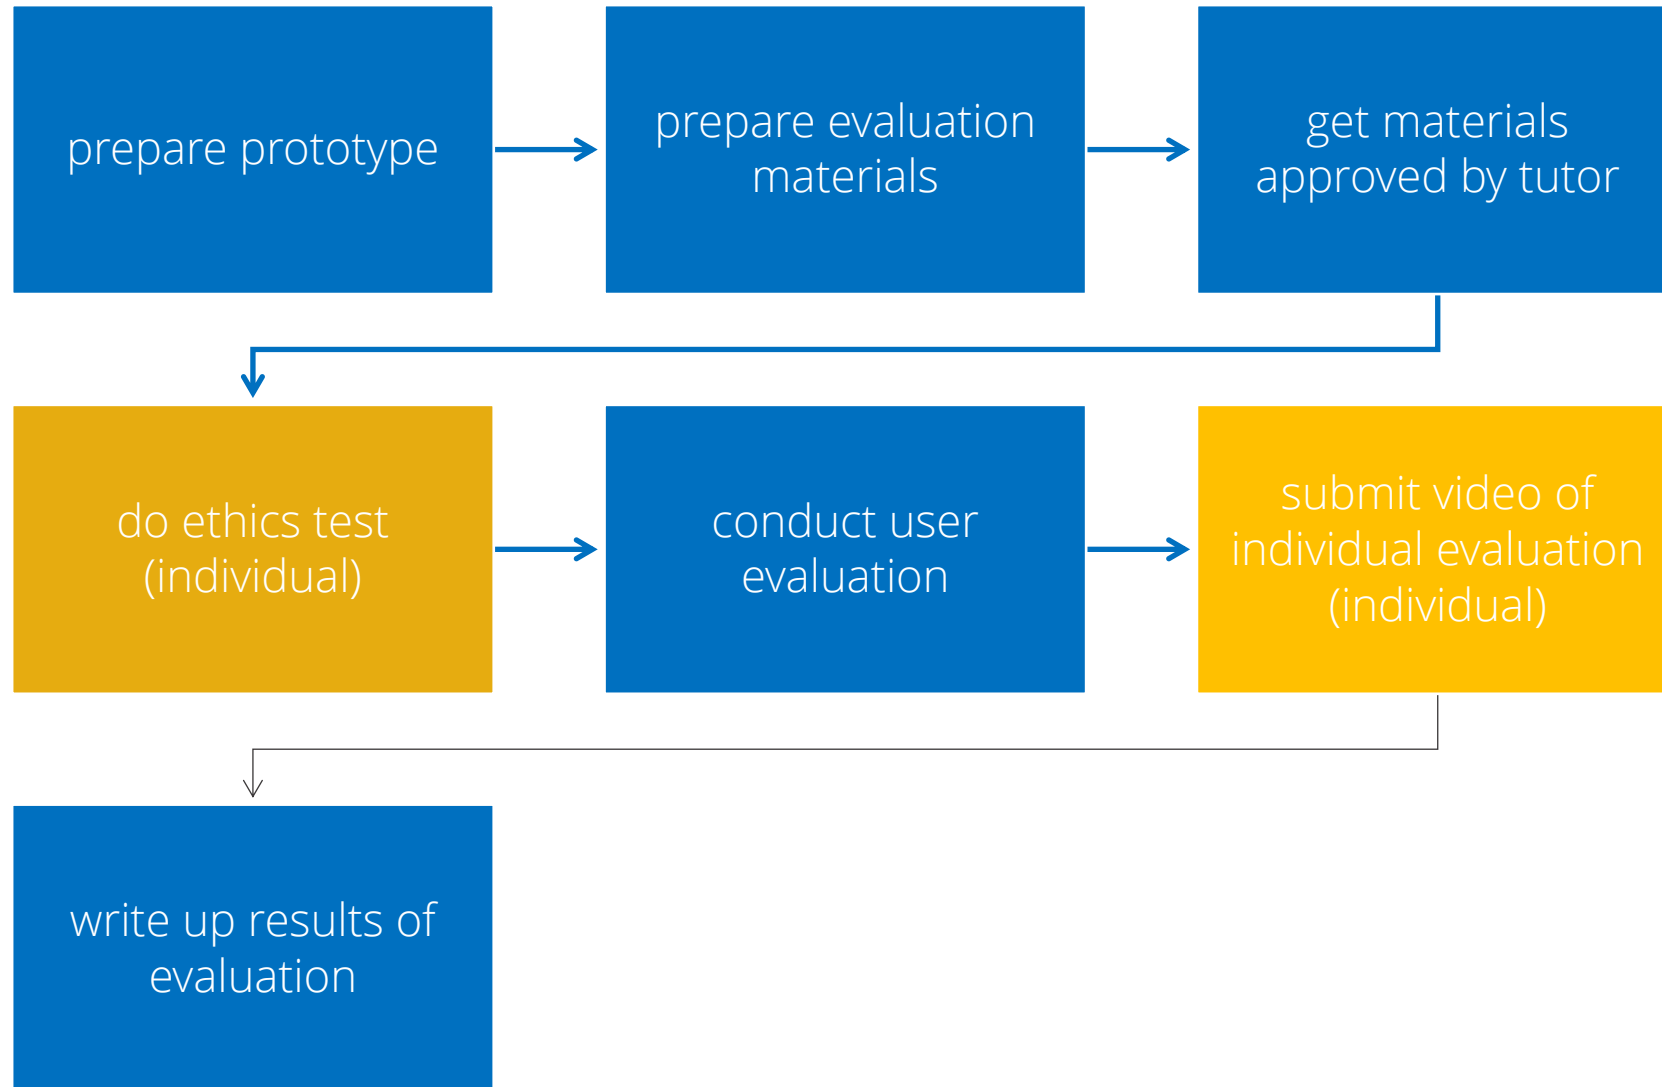 prepare prototype
prepare evaluation
materials
get materials
approved by tutor
do ethics test
(individual)
conduct user
evaluation
submit video of
individual evaluation
(individual)
write up results of
evaluation